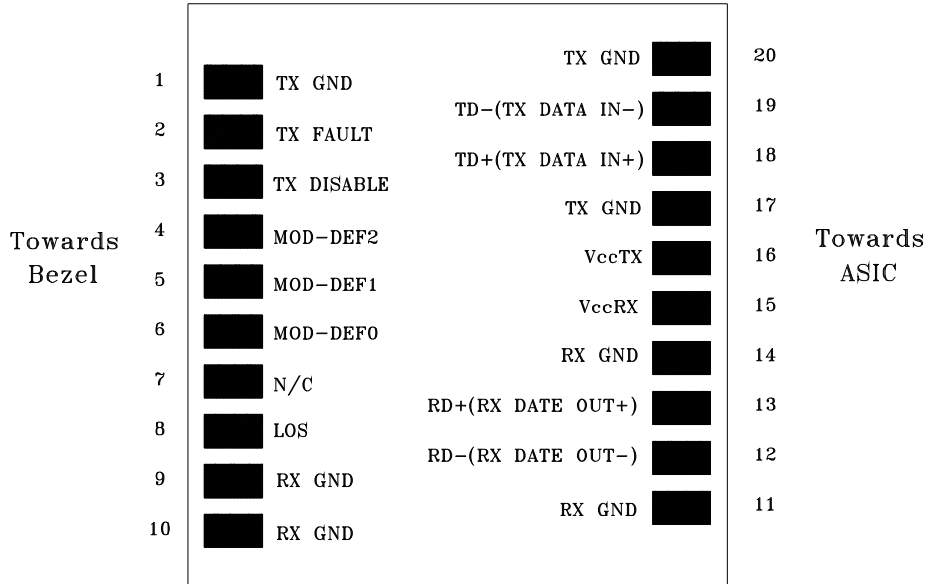 1 TX GND
2 TX FAULT
3 TX DISABLE
4 MOD-DEF2
5 MOD-DEF1
6 MOD-DEF0
7 N/C
8 LOS
9 RX GND
10 RX GND
Towards
Bezel
TX GND 20
TD-(TX DATA IN-) 19
TD+(TX DATA IN+) 18
TX GND 17
VccTX 16
VccRX 15
RX GND 14
RD+(RX DATE OUT+) 13
RD-(RX DATE OUT-) 12
RX GND 11
Towards
ASIC